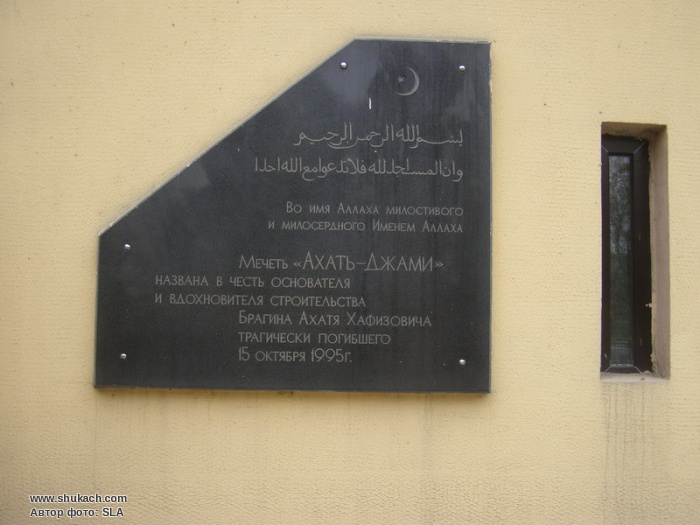 بسم الله الرحمن الرحيم
وان المساجد لله فلا تدعوا مع الله احدا
Во имя Аллаха милостивого
и милосердного Именем Аллаха
Мечеть «АХАТЬ-ДЖАМИ»
названа в честь основателя
и вдохновителя строительства
Брагина Ахатя Хафизовича
трагически погибшего
15 октября 1995г.
www.shukach.com
Автор фото: SLA